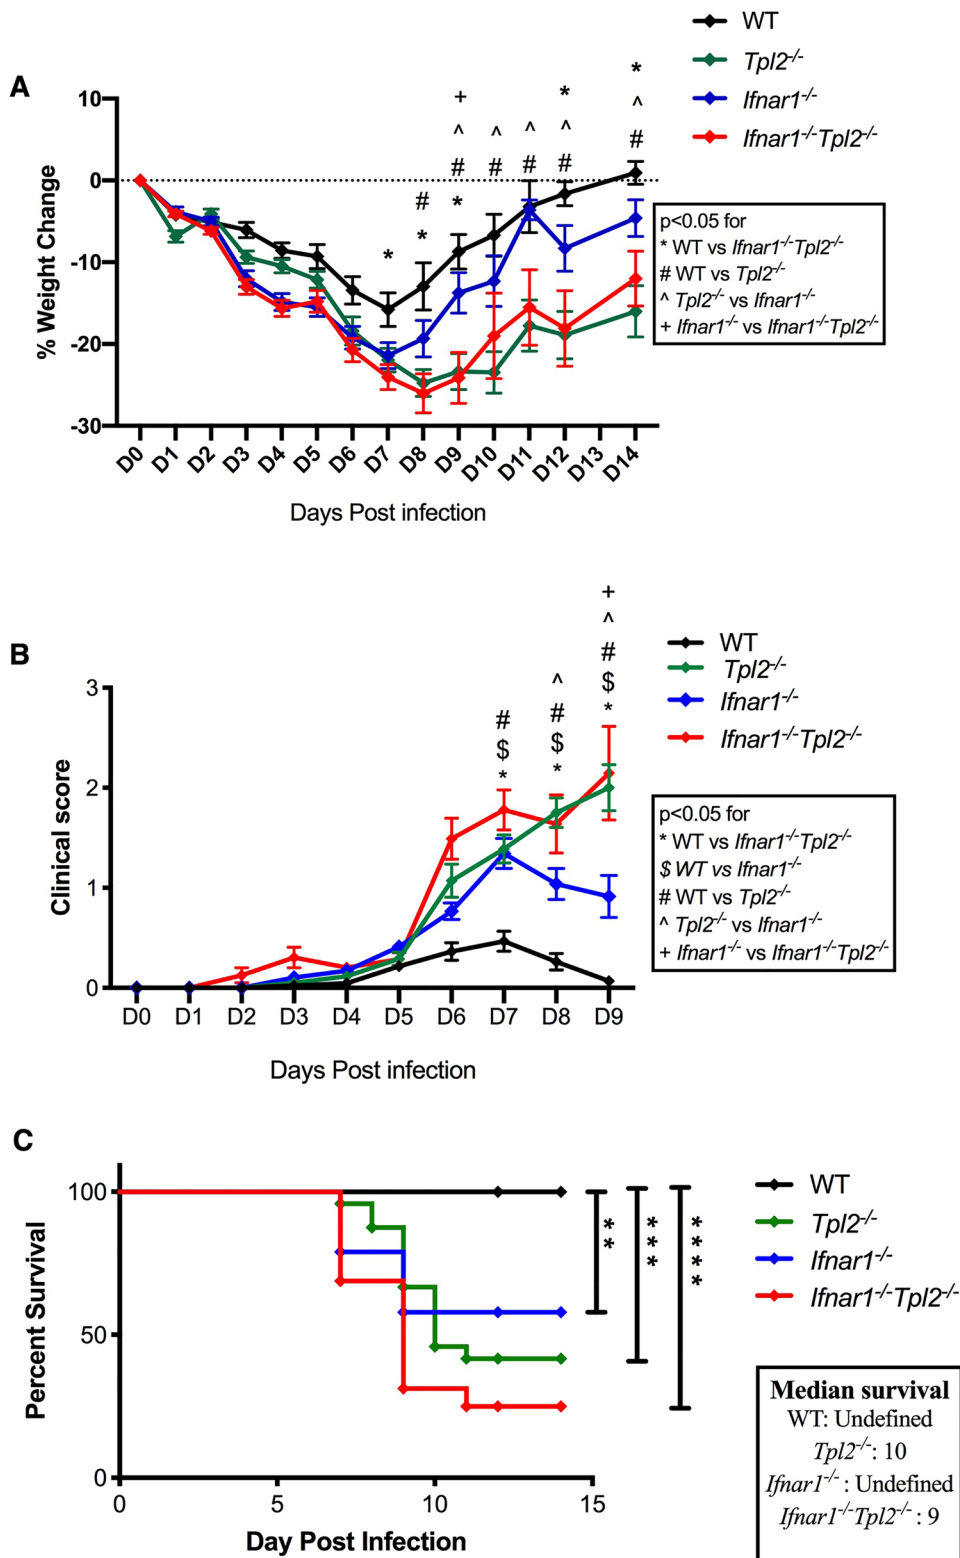 WT
Tpl2-/-
Ifnar1-/-
Ifnar1-/-Tpl2-/-
A
10
0
-10
-20
-30
% Weight Change
* # * + ^ # * ^ # ^ # * ^ # * ^ #
p<0.05 for
* WT vs Ifnar1-/-Tpl2-/-
# WT vs Tpl2-/-
^ Tpl2-/- vs Ifnar1-/-
+ Ifnar1-/- vs Ifnar1-/-Tpl2-/-
D0 D1 D2 D3 D4 D5 D6 D7 D8 D9 D10 D11 D12 D13 D14
Days Post infection
B
WT
Tpl2-/-
Ifnar1-/-
Ifnar1-/-Tpl2-/-
3
2
1
0
Clinical score
# $ * ^ # $ * + ^ # $ *
p<0.05 for
* WT vs Ifnar1-/-Tpl2-/-
$ WT vs Ifnar1-/-
# WT vs Tpl2-/-
^ Tpl2-/- vs Ifnar1-/-
+ Ifnar1-/- vs Ifnar1-/-Tpl2-/-
D0 D1 D2 D3 D4 D5 D6 D7 D8 D9
Days Post infection
C
100
50
0
Percent Survival
** *** ****
WT
Tpl2-/-
Ifnar1-/-
Ifnar1-/-Tpl2-/-
0 5 10 15
Day Post Infection
Median survival
WT: Undefined
Tpl2-/-: 10
Ifnar1-/- : Undefined
Ifnar1-/-Tpl2-/- : 9